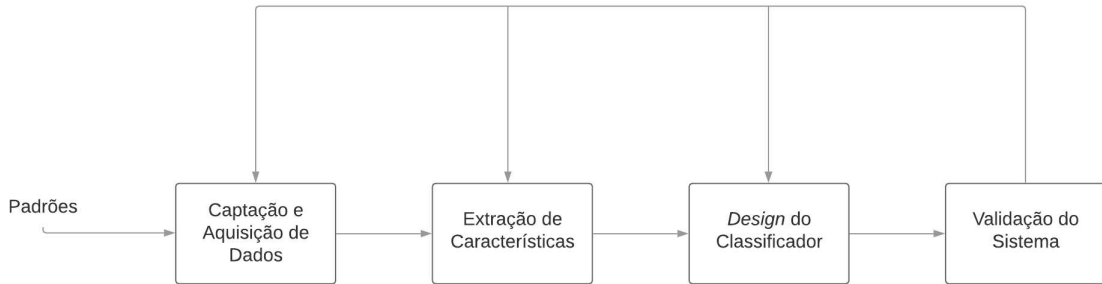 Padrões
Captação e
Aquisição de
Dados
Extração de
Características
Design do
Classificador
Validação do
Sistema